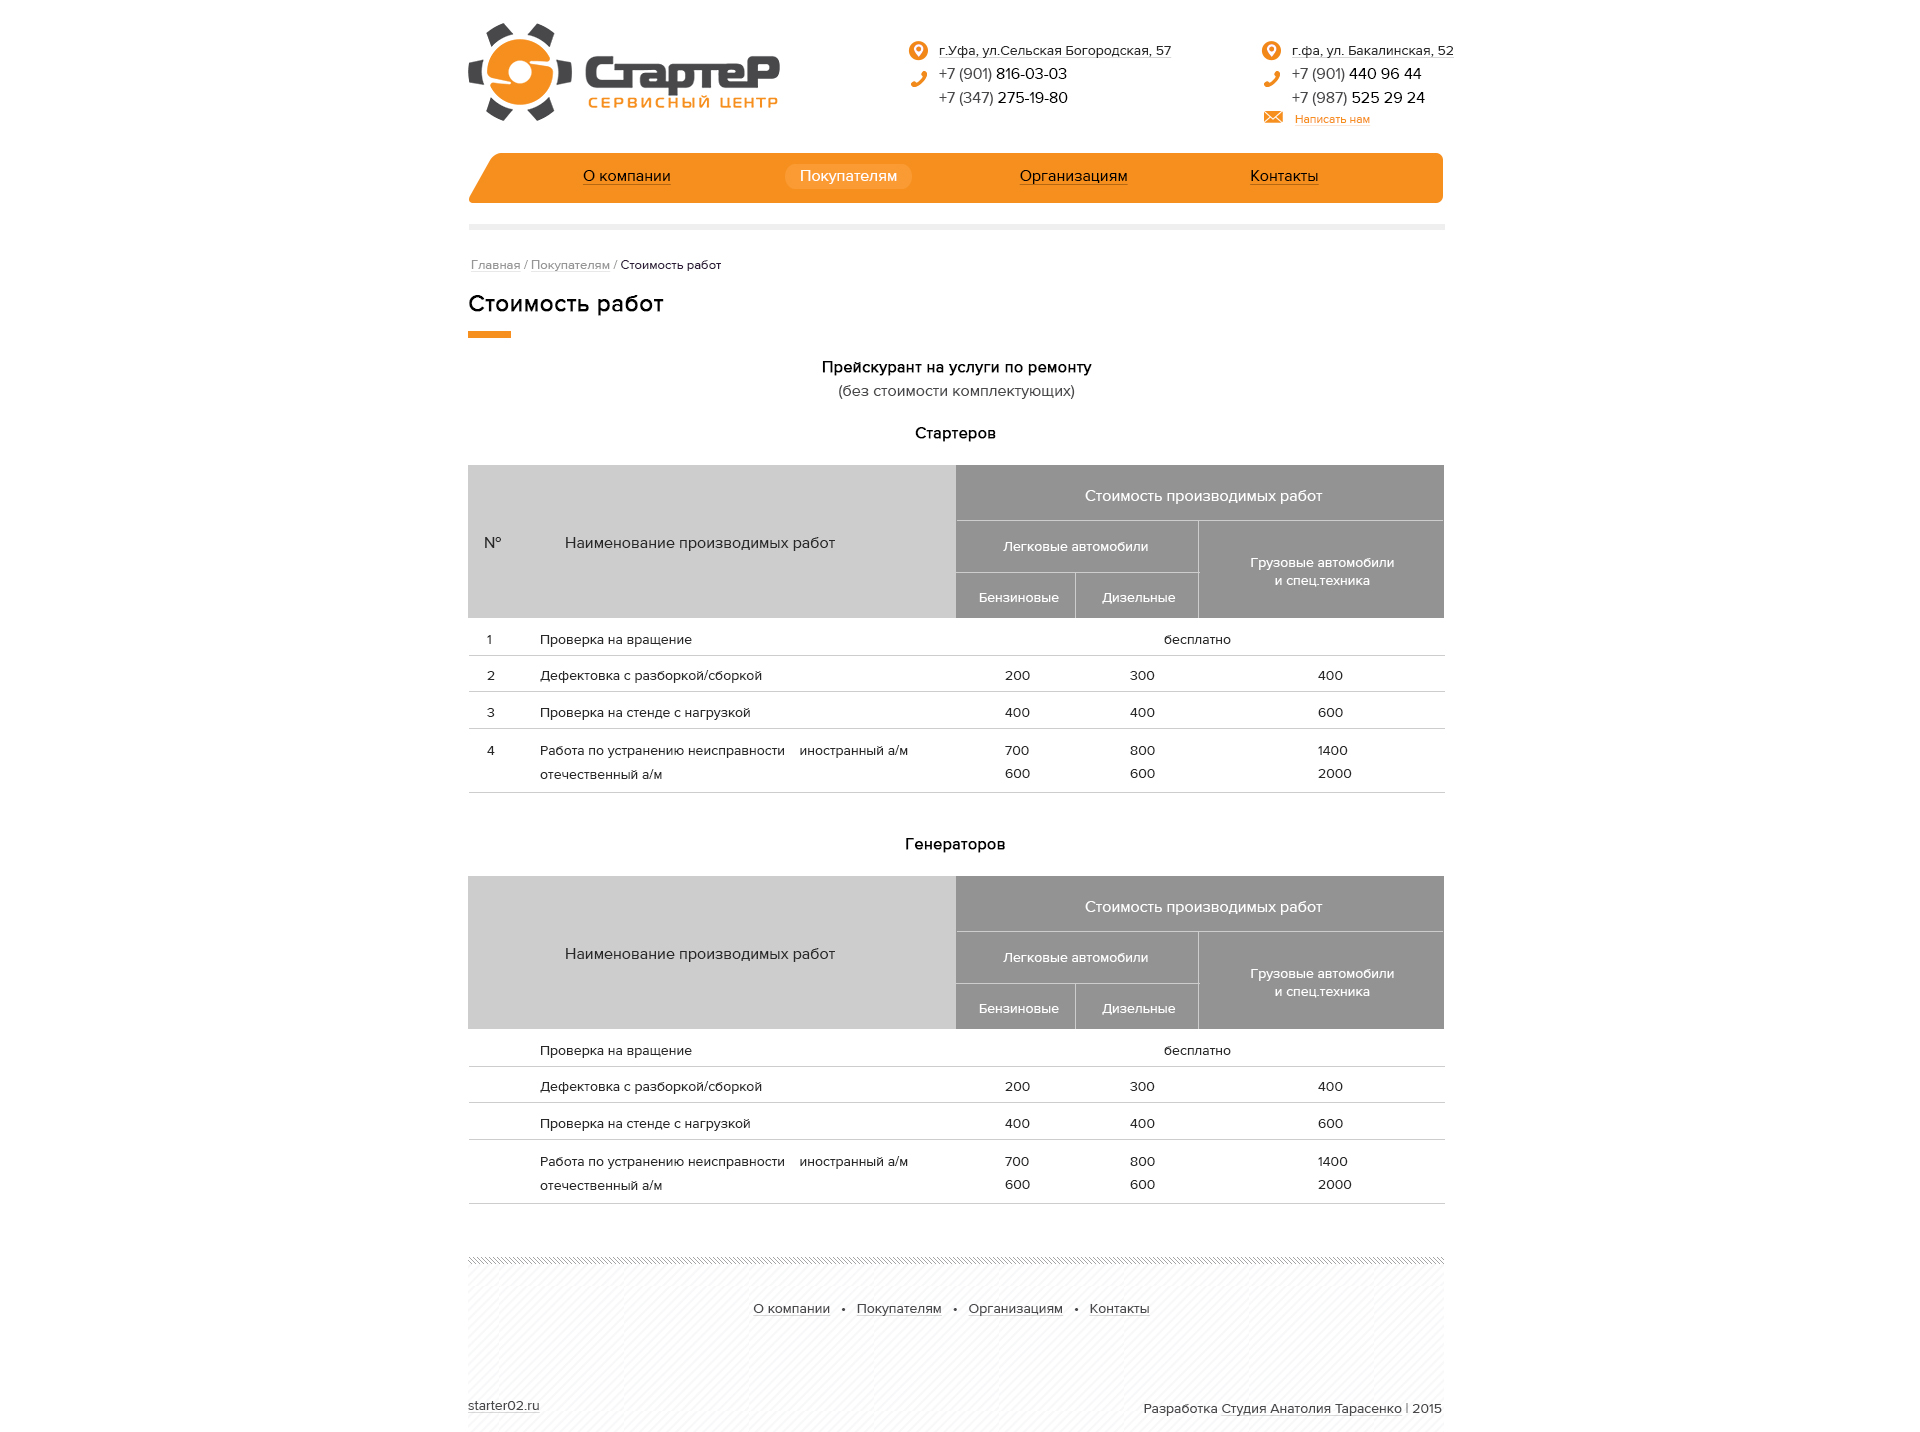 СтартеР
СЕРВИСНЫЙ ЦЕНТР
г.Уфа, ул.Сельская Богородская, 57
+7 (901) 816-03-03
+7 (347) 275-19-80
г.фа, ул. Бакалинская, 52
+7 (901) 440 96 44
+7 (987) 525 29 24
Написать нам
О компании
Покупателям
Организациям
Контакты
Главная / Покупателям / Стоимость работ
Стоимость работ
Прейскурант на услуги по ремонту
(без стоимости комплектующих)
Стартеров
Стоимость производимых работ
№ Наименование производимых работ
Легковые автомобили
Грузовые автомобили
и спец.техника
Бензиновые Дизельные
1 Проверка на вращение бесплатно
2 Дефектовка с разборкой/сборкой 200 300 400
3 Проверка на стенде с нагрузкой 400 400 600
4 Работа по устранению неисправности иностранный а/м 700 800 1400
отечественный а/м 600 600 2000
Генераторов
Стоимость производимых работ
Наименование производимых работ
Легковые автомобили
Грузовые автомобили
и спец.техника
Бензиновые Дизельные
Проверка на вращение бесплатно
Дефектовка с разборкой/сборкой 200 300 400
Проверка на стенде с нагрузкой 400 400 600
Работа по устранению неисправности иностранный а/м 700 800 1400
отечественный а/м 600 600 2000
О компании • Покупателям • Организациям • Контакты
starter02.ru
Разработка Студия Анатолия Тарасенко | 2015